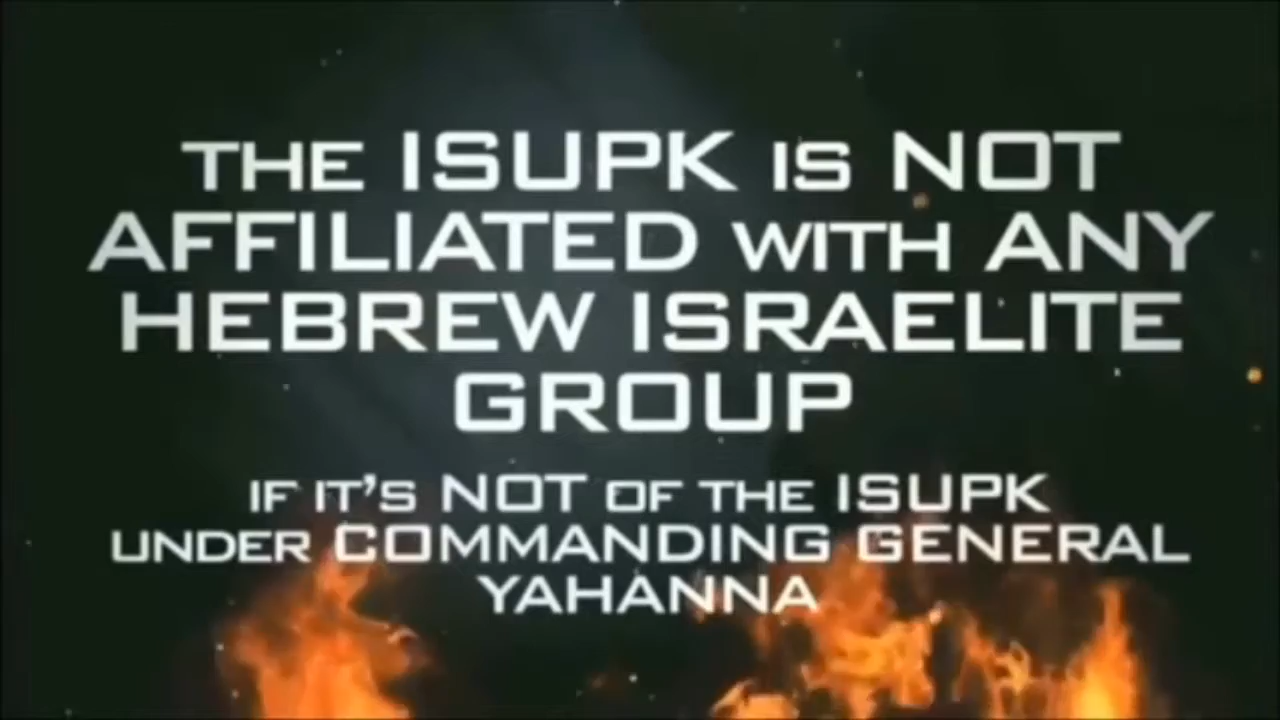 THE ISUPK IS NOT
AFFILIATED WITH ANY
HEBREW ISRAELITE
GROUP
IF IT'S NOT OF THE ISUPK
UNDER COMMANDING GENERAL
YAHANNA